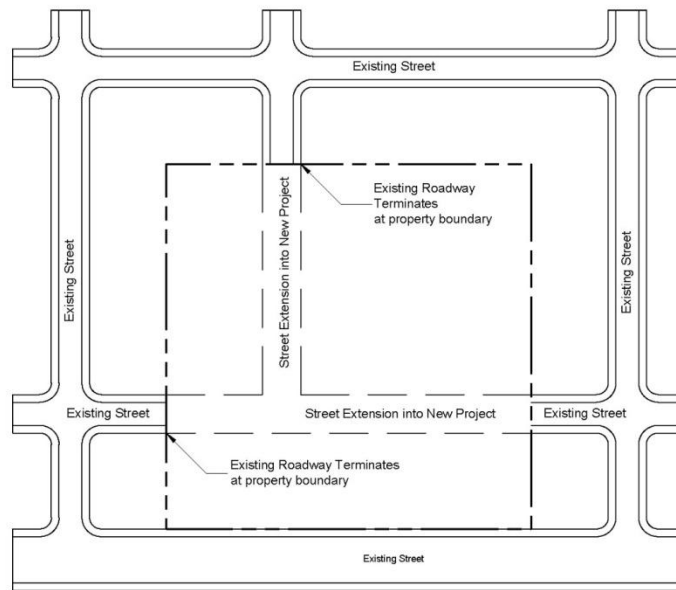 Existing Street
Existing Roadway
Terminates
at property boundary
Street Extension into New Project
Existing Street
Existing Street
Existing Street
Street Extension into New Project
Existing Street
Existing Roadway Terminates
at property boundary
Existing Street